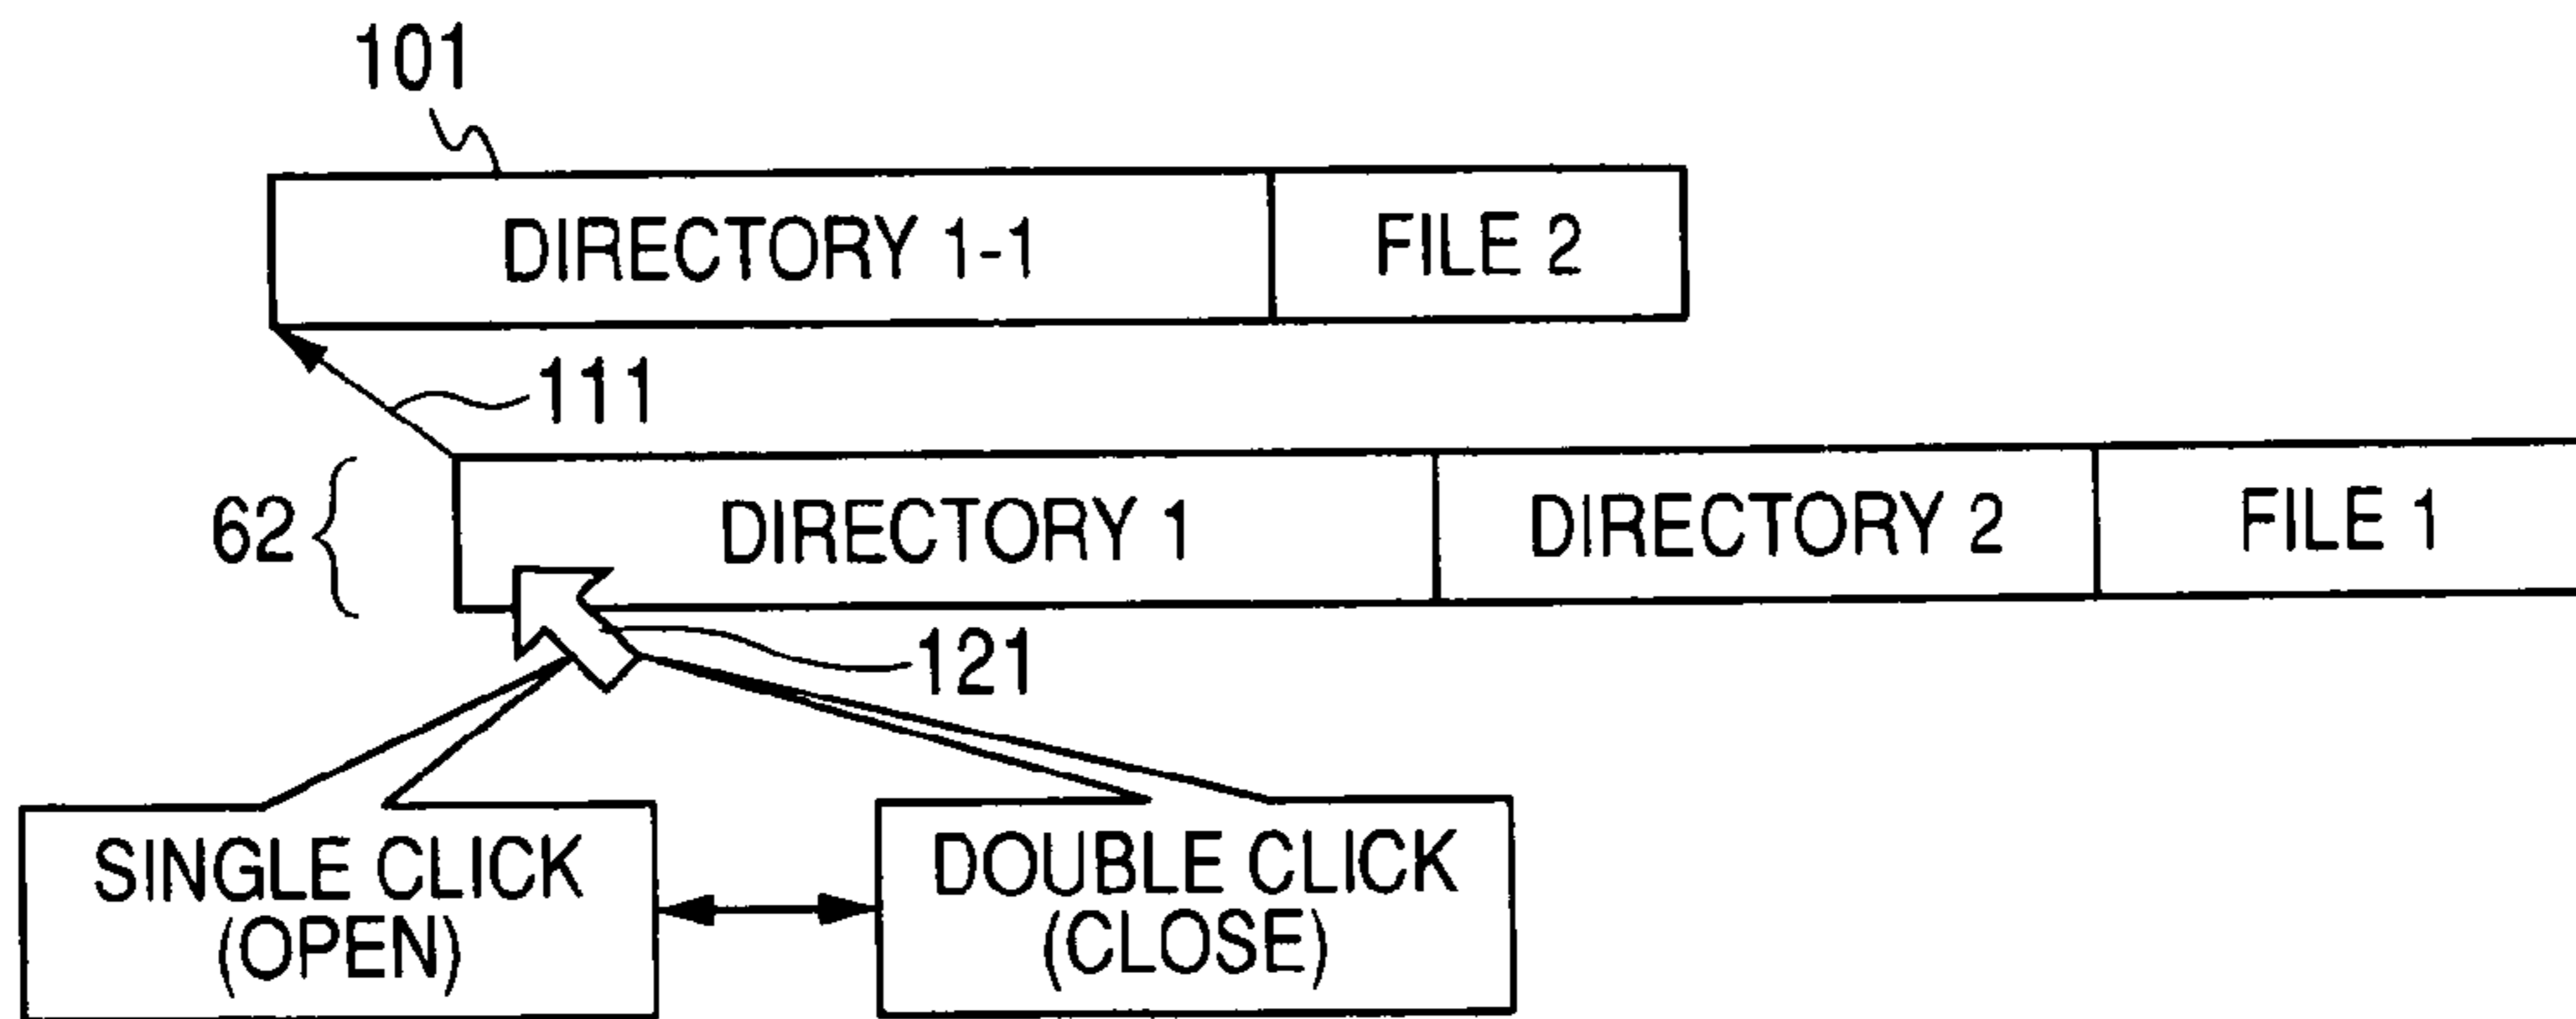 101
DIRECTORY 1-1 FILE 2
111
62 DIRECTORY 1 DIRECTORY 2 FILE 1
121
SINGLE CLICK
(OPEN)
DOUBLE CLICK
(CLOSE)